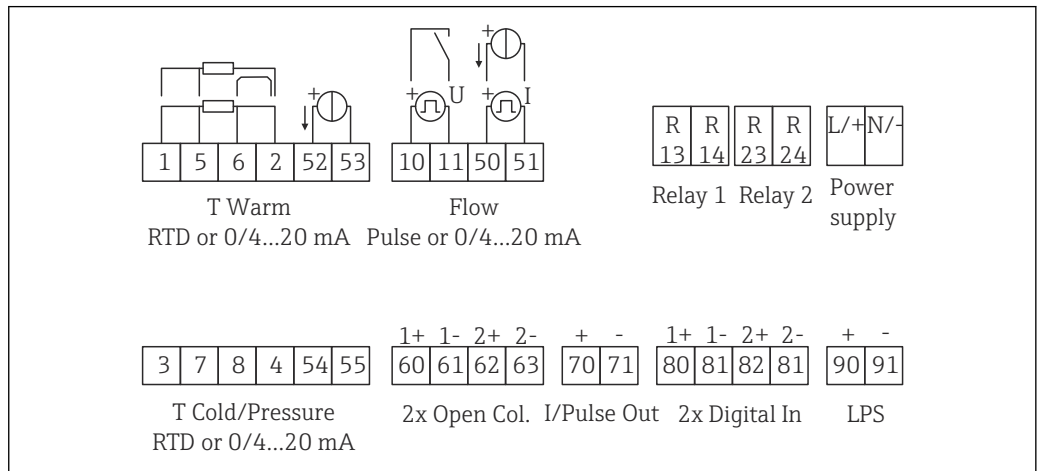 + U + I
+ +
1 5 6 2 52 53 10 11 50 51
R R R R L/+ N/-
13 14 23 24
T Warm Flow Relay 1 Relay 2 Power
supply
RTD or 0/4...20 mA Pulse or 0/4...20 mA
1+ 1- 2+ 2- + - 1+ 1- 2+ 2- + -
3 7 8 4 54 55 60 61 62 63 70 71 80 81 82 81 90 91
T Cold/Pressure 2x Open Col. I/Pulse Out 2x Digital In LPS
RTD or 0/4...20 mA